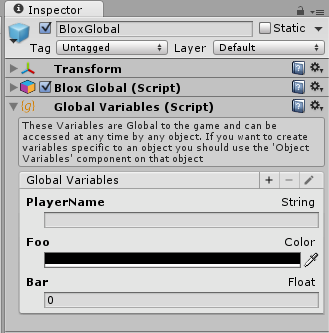 Inspector
BloxGlobal Static
Tag Untagged Layer Default
Transform
Blox Global (Script)
Global Variables (Script)
These Variables are Global to the game and can be
accessed at any time by any object. If you want to create
variables specific to an object you should use the 'Object
Variables' component on that object
Global Variables + -
PlayerName String
Foo Color
Bar Float
0